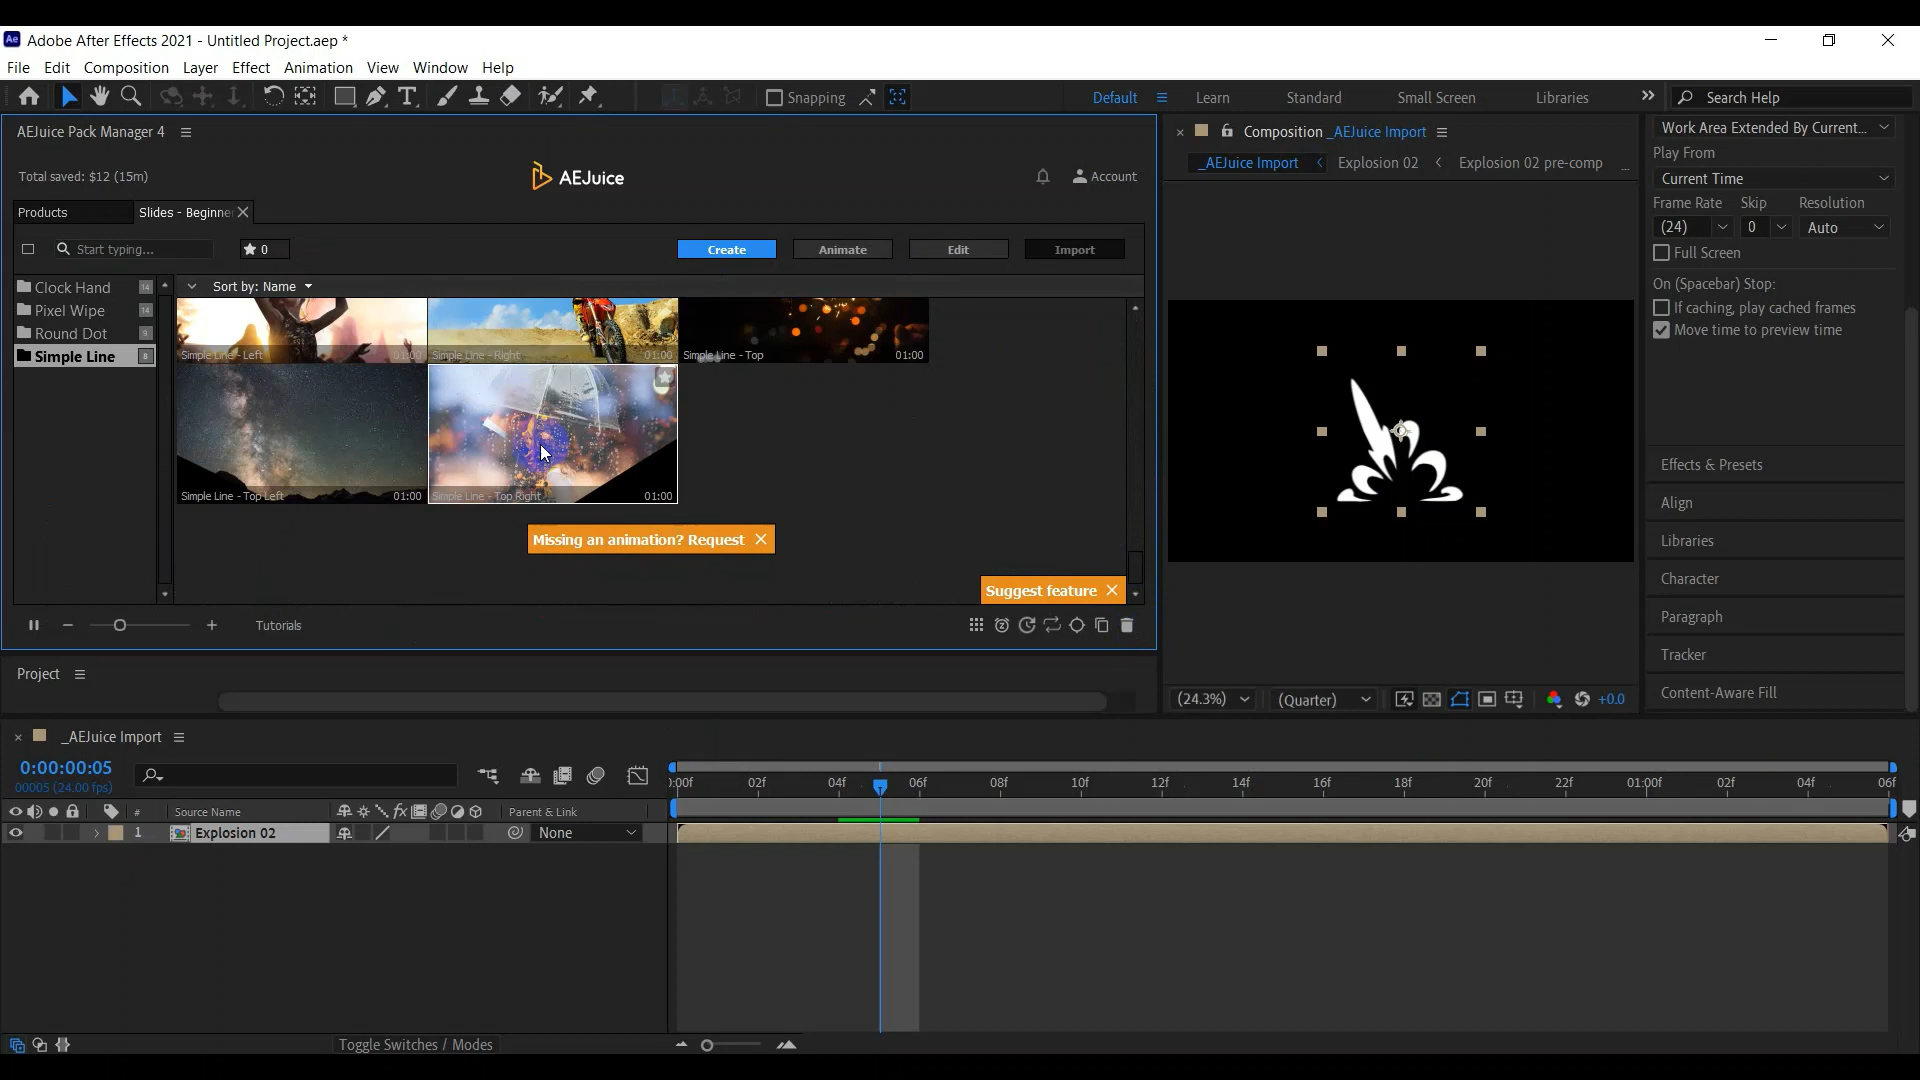 Ae Adobe After Effects 2021 - Untitled Project.aep *
File Edit Composition Layer Effect Animation View Window Help
Snapping Default Learn Standard Small Screen Libraries Search Help
AEJuice Pack Manager 4
Total saved: $12 (15m)
AEJuice
Account
Products
Slides - Beginne
Start typing...
0
Create
Animate
Edit
Import
Clock Hand 14
Pixel Wipe 14
Round Dot 9
Simple Line 8
Sort by: Name
Simple Line - Left 01:00
Simple Line - Right 01:00
Simple Line - Top 01:00
Simple Line - Top Left 01:00
Simple Line - Top Right 01:00
Missing an animation? Request
Suggest feature
Tutorials
Composition _AEJuice Import
_AEJuice Import Explosion 02 Explosion 02 pre-comp
(24.3%) (Quarter) +0.0
Work Area Extended By Current...
Play From
Current Time
Frame Rate Skip Resolution
(24) 0 Auto
Full Screen
On (Spacebar) Stop:
If caching, play cached frames
Move time to preview time
Effects & Presets
Align
Libraries
Character
Paragraph
Tracker
Content-Aware Fill
Project
_AEJuice Import
0:00:00:05
00005 (24.00 fps)
):00f 02f 04f 06f 08f 10f 12f 14f 16f 18f 20f 22f 01:00f 02f 04f 06f
# Source Name fx Parent & Link
1 Explosion 02 None
Toggle Switches / Modes